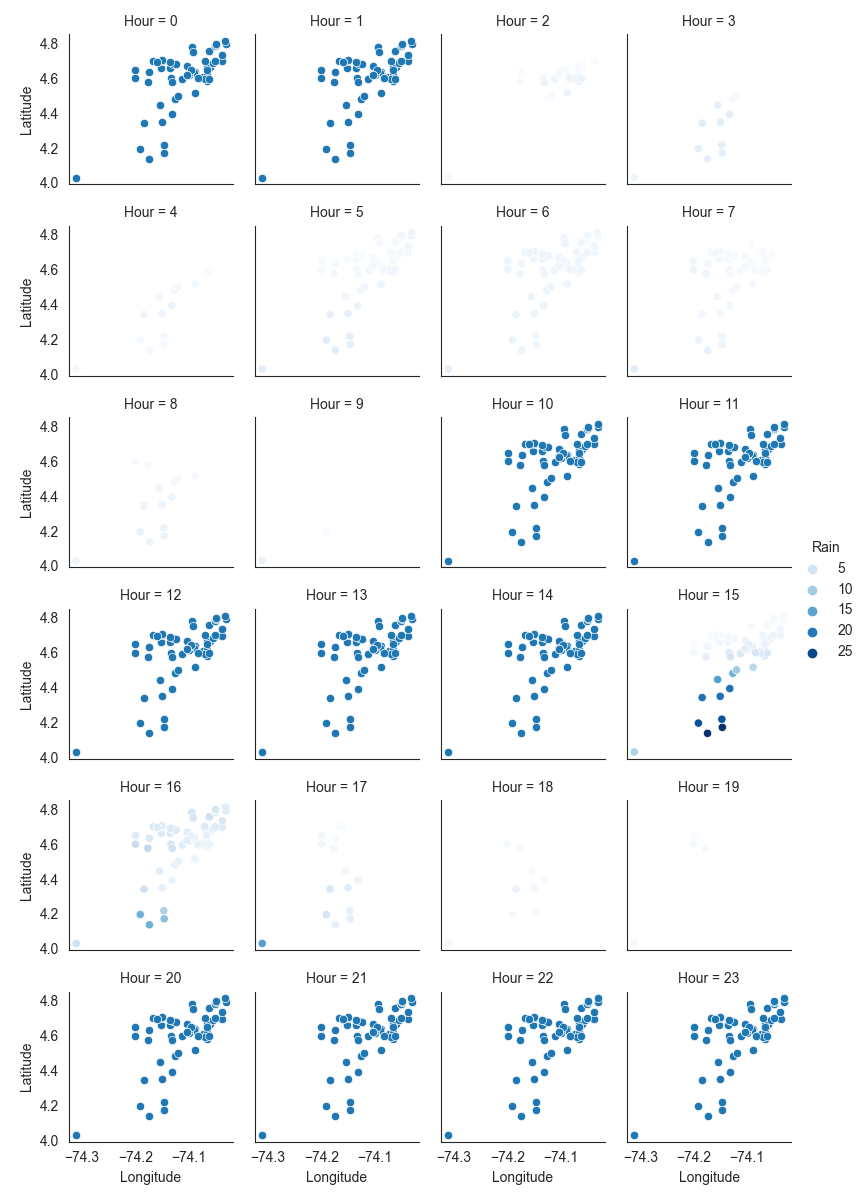 Hour = 0
Hour = 1
Hour = 2
Hour = 3
4.8
4.6
4.4
4.2
4.0
Latitude
Hour = 4
Hour = 5
Hour = 6
Hour = 7
4.8
4.6
4.4
4.2
4.0
Latitude
Hour = 8
Hour = 9
Hour = 10
Hour = 11
4.8
4.6
4.4
4.2
4.0
Latitude
Rain
5
10
15
20
25
Hour = 12
Hour = 13
Hour = 14
Hour = 15
4.8
4.6
4.4
4.2
4.0
Latitude
Hour = 16
Hour = 17
Hour = 18
Hour = 19
4.8
4.6
4.4
4.2
4.0
Latitude
Hour = 20
Hour = 21
Hour = 22
Hour = 23
4.8
4.6
4.4
4.2
4.0
Latitude
−74.3 −74.2 −74.1
−74.3 −74.2 −74.1
−74.3 −74.2 −74.1
−74.3 −74.2 −74.1
Longitude
Longitude
Longitude
Longitude